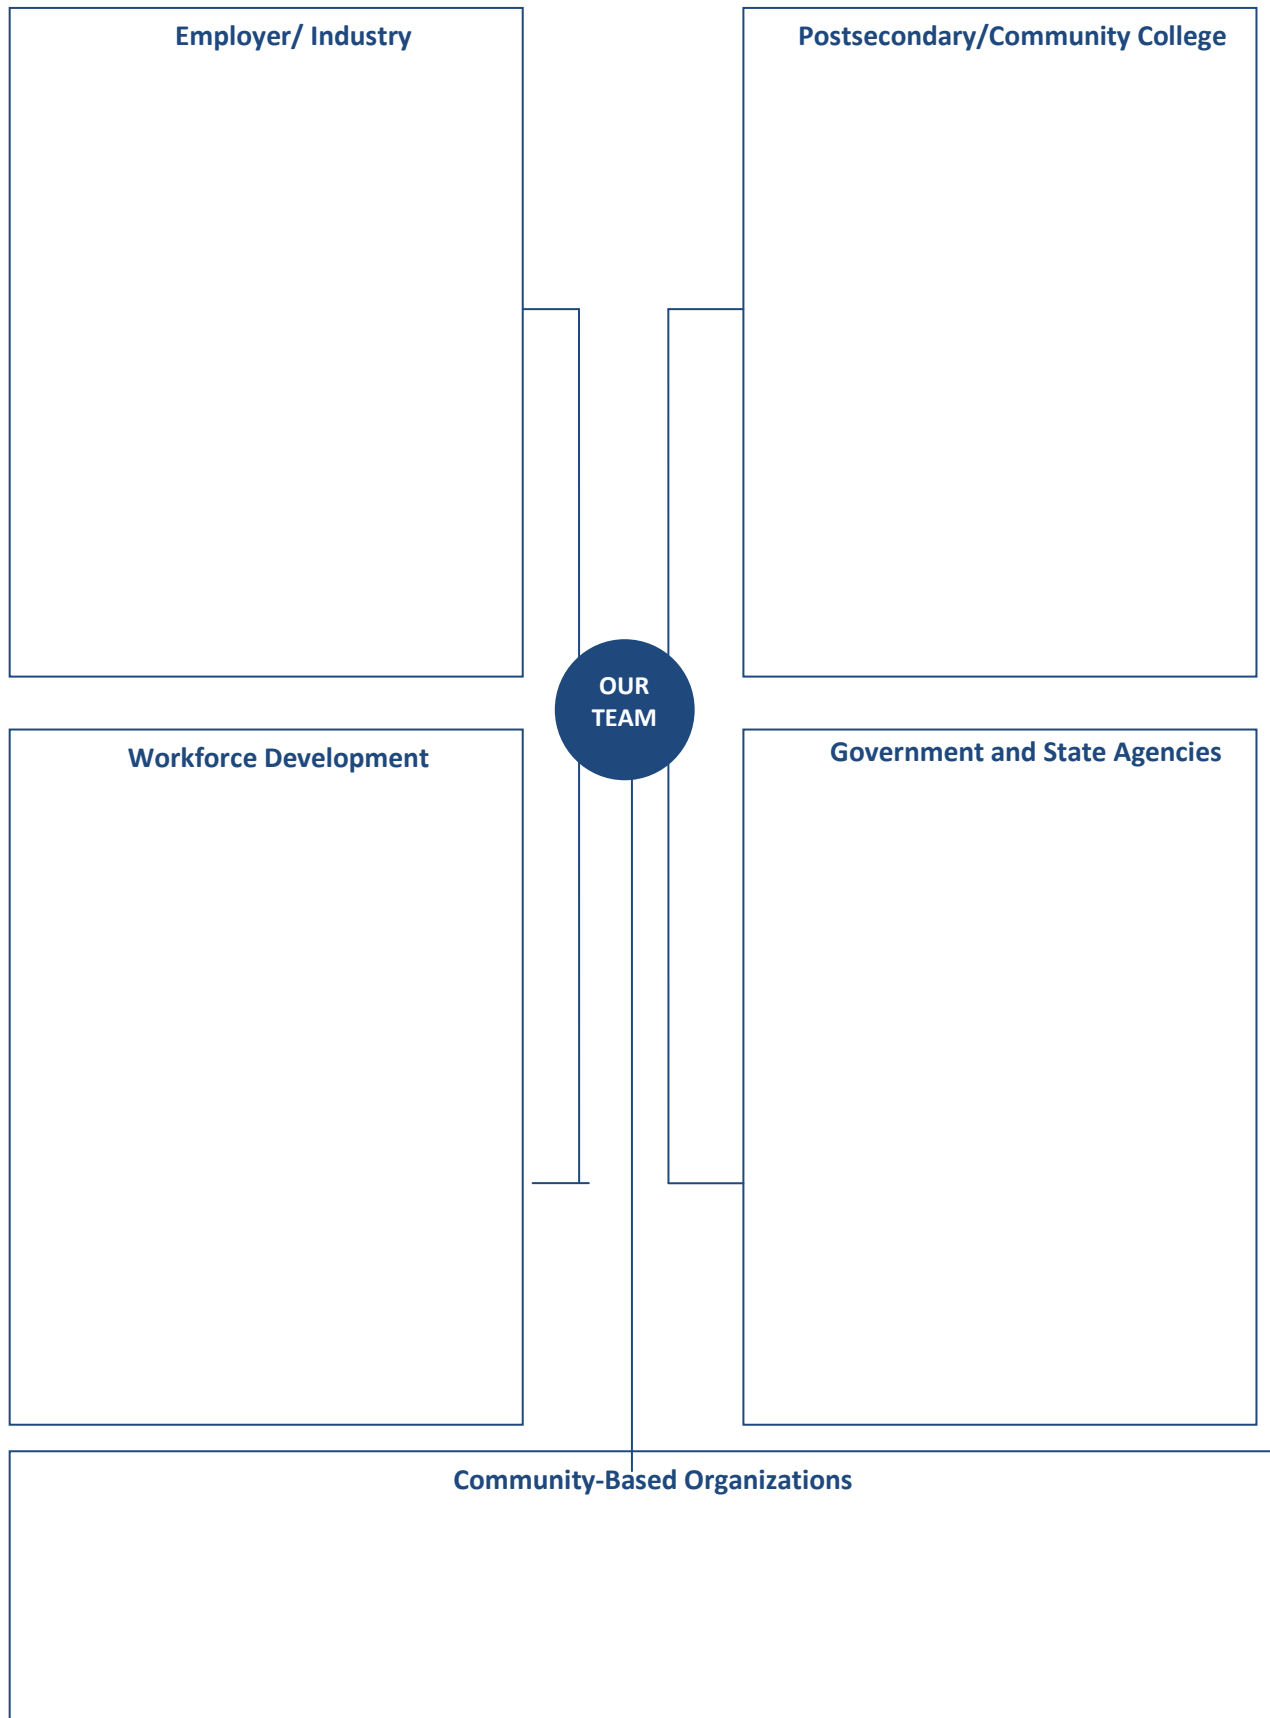 Employer/ Industry
Postsecondary/Community College
OUR
TEAM
Workforce Development
Government and State Agencies
Community-Based Organizations